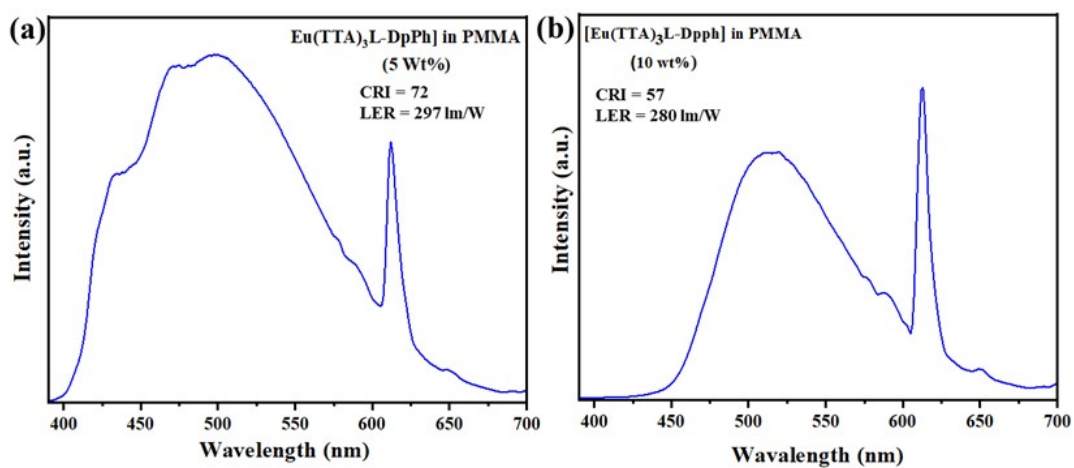 (a)
Eu(TTA)₃L-DpPh] in PMMA
(5 Wt%)
CRI = 72
LER = 297 lm/W
Intensity (a.u.)
400 450 500 550 600 650 700
Wavelength (nm)
(b)
[Eu(TTA)₃L-Dpph] in PMMA
(10 wt%)
CRI = 57
LER = 280 lm/W
Intensity (a.u.)
400 450 500 550 600 650 700
Wavalength (nm)